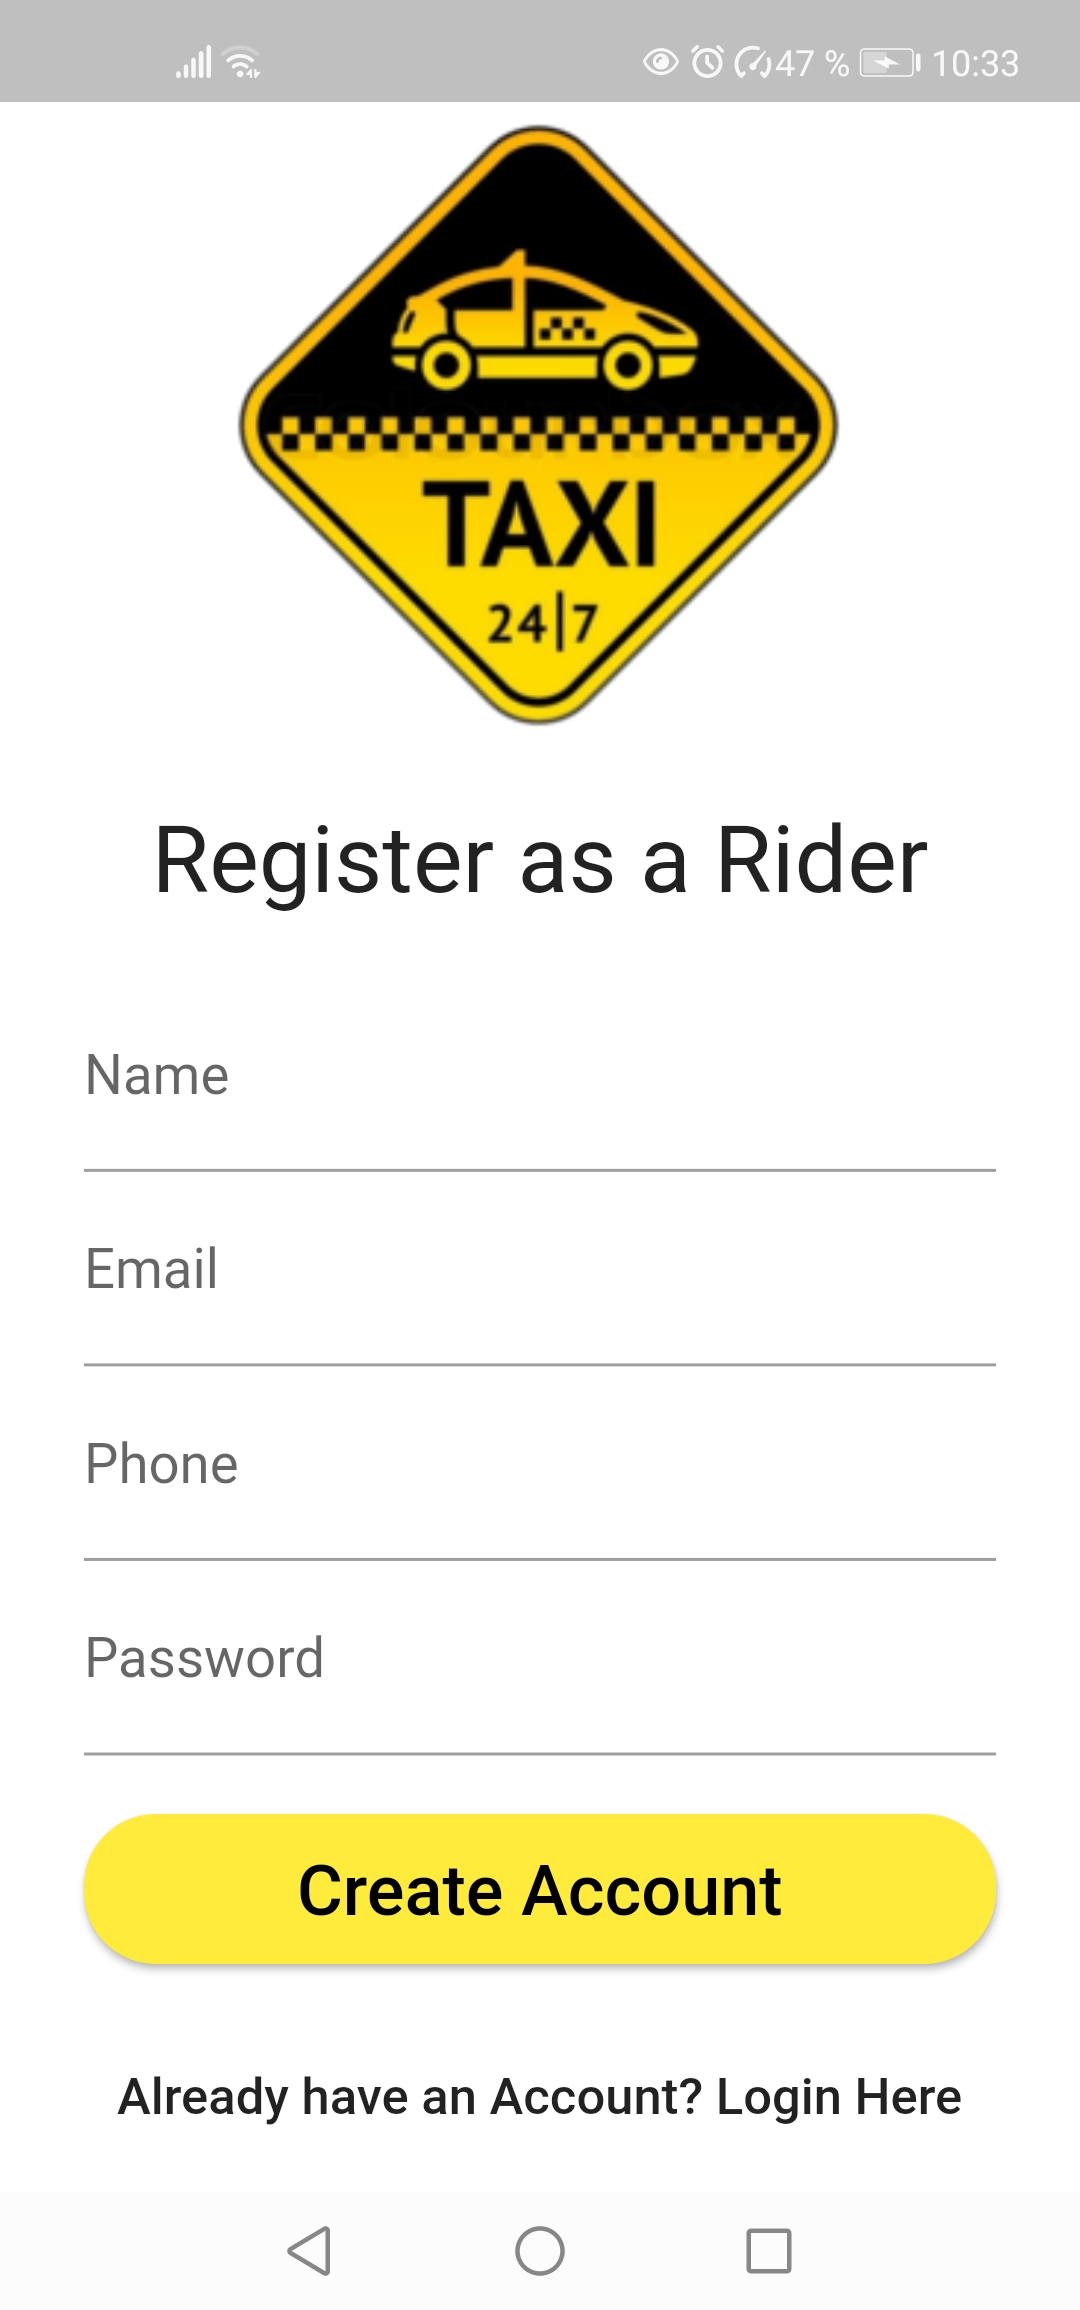 47 % 10:33
TAXI
24|7
Register as a Rider
Name
Email
Phone
Password
Create Account
Already have an Account? Login Here